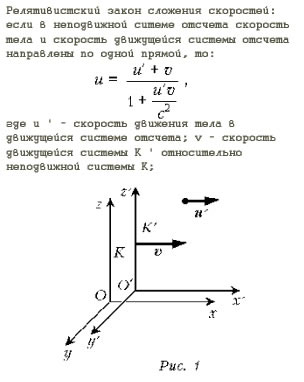 Релятивистский закон сложения скоростей:
если в неподвижной ситеме отсчета скорость
тела и скорость движущейся системы отсчета
направлены по одной прямой, то:
u = (u' + v) / (1 + u'v / c²) ,
где u ' - скорость движения тела в
движущейся системе отсчета; v - скорость
движущейся системы K ' относительно
неподвижной системы K;
z z' u'
K K' v
O O' x x'
y y'
Рис. 1